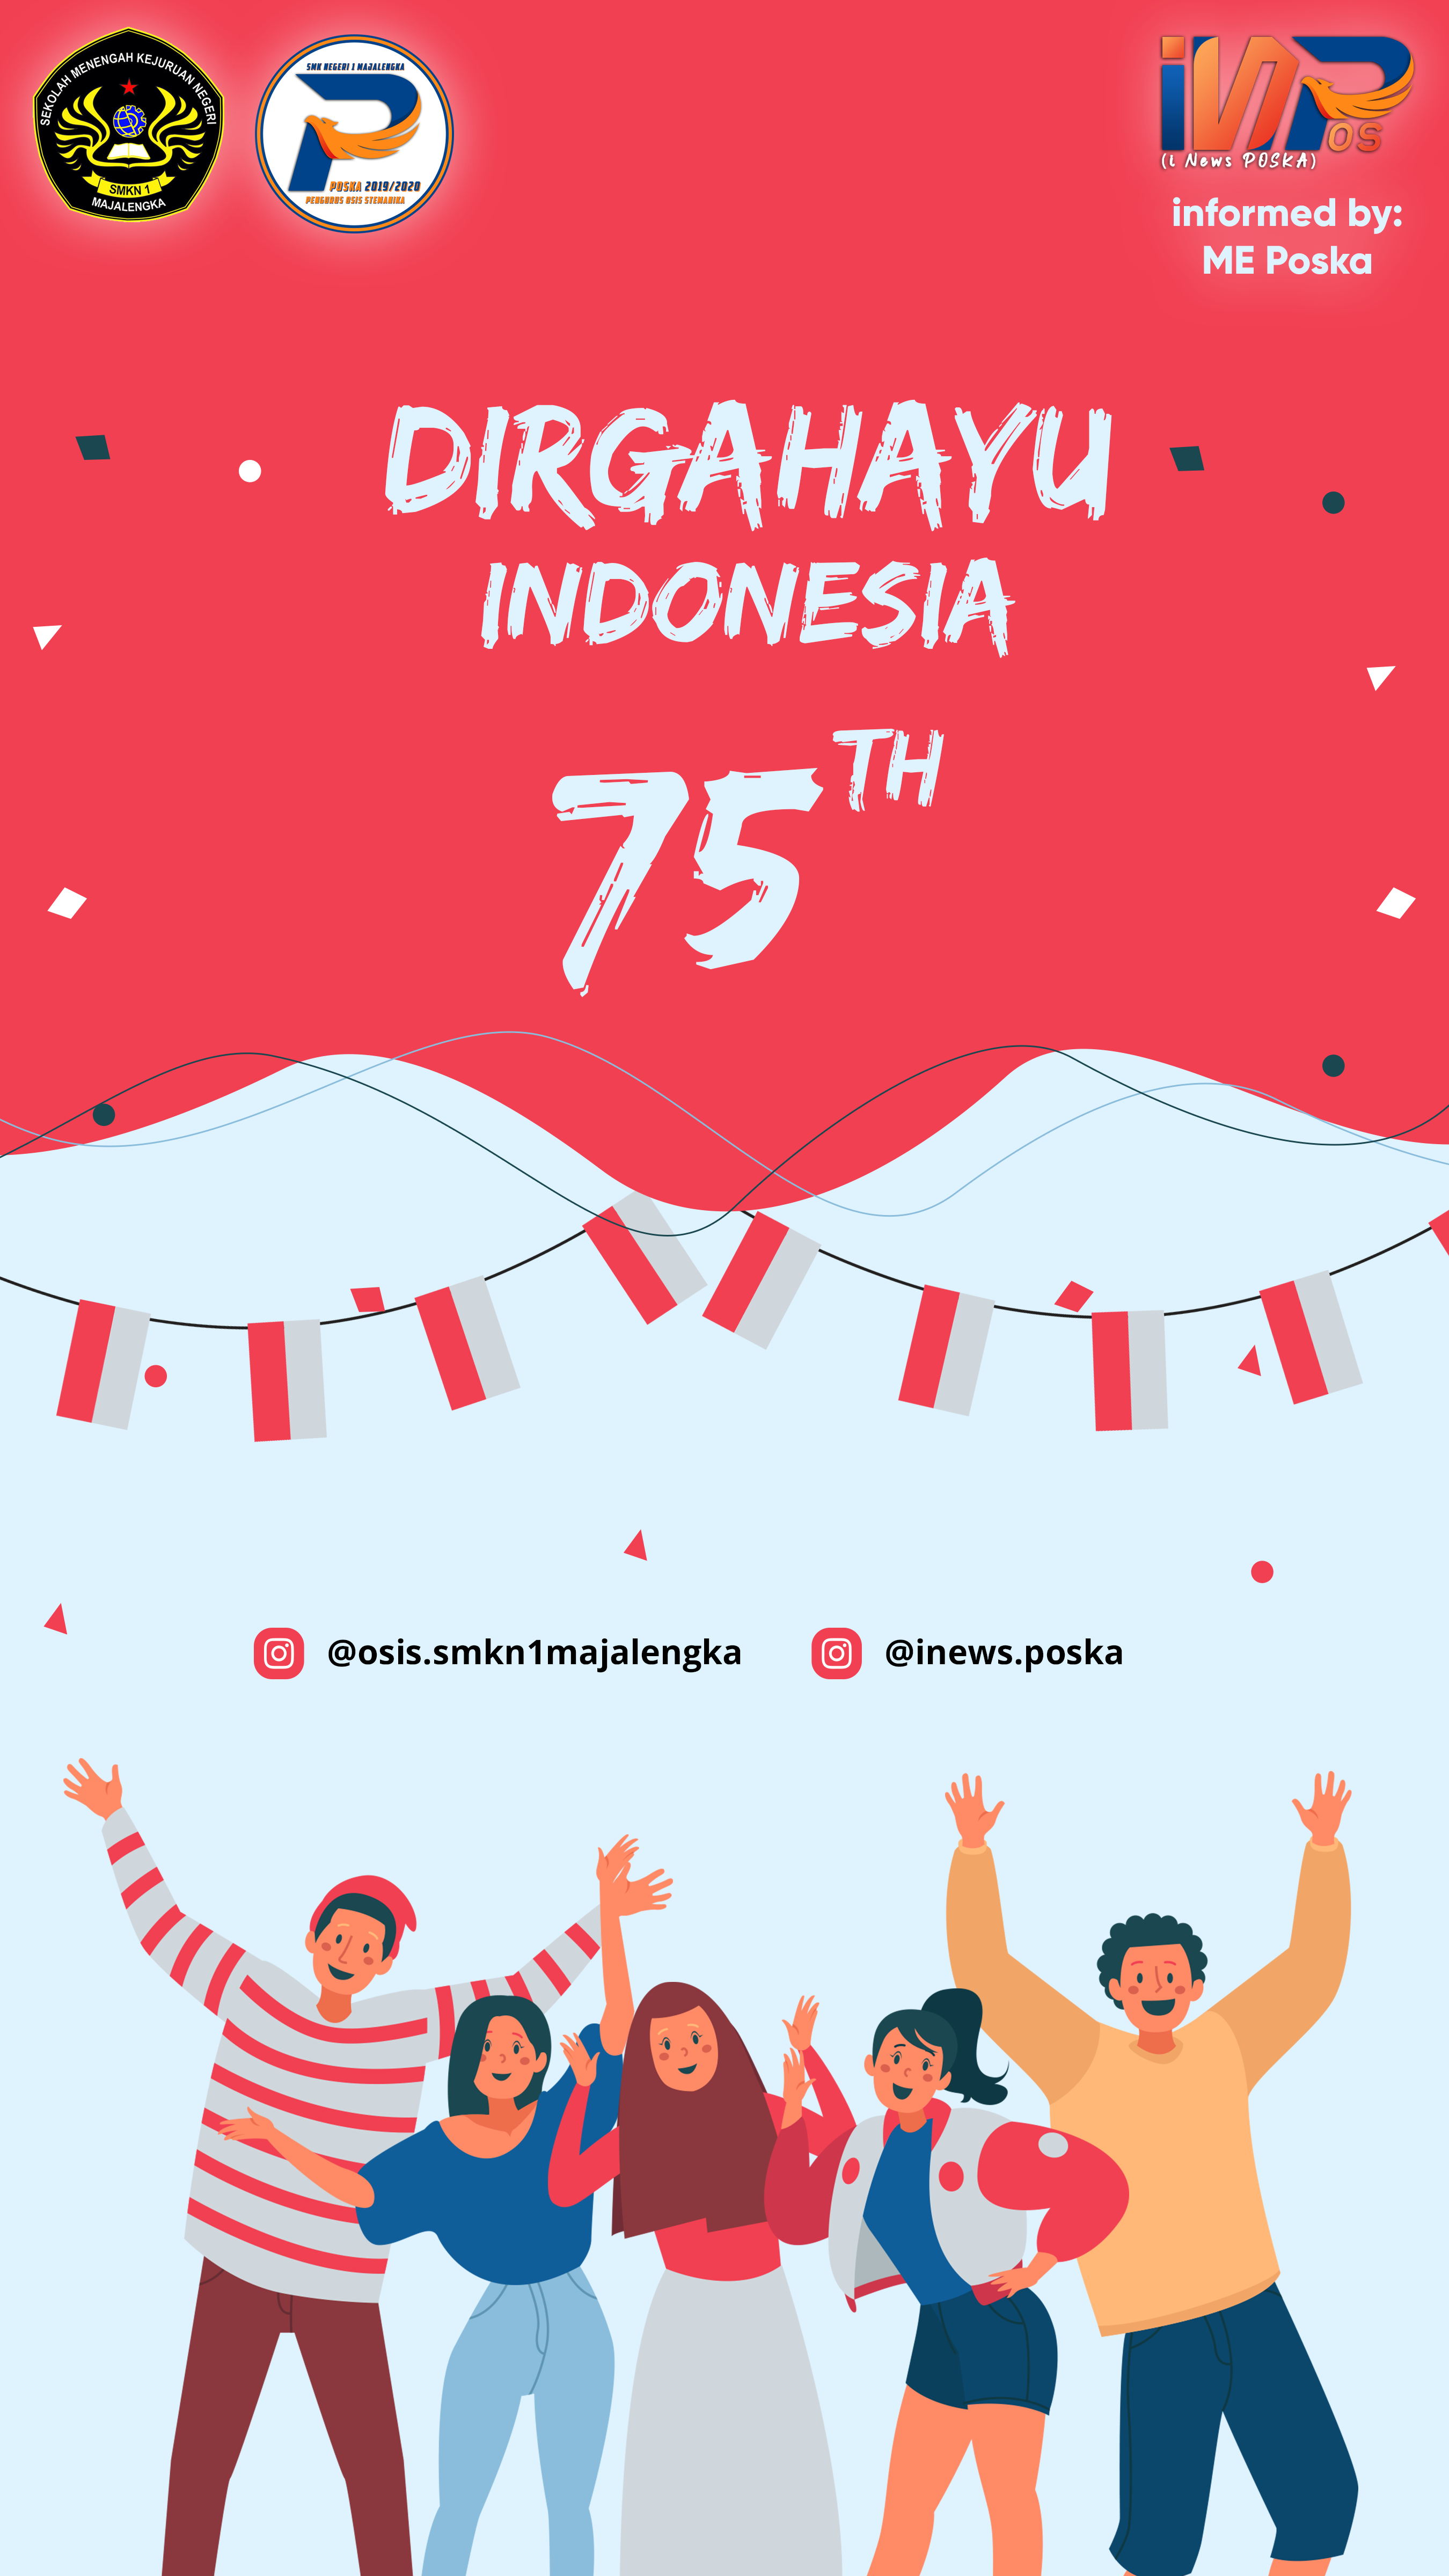 SEKOLAH MENENGAH KEJURUAN NEGERI
SMKN 1
MAJALENGKA
SMK NEGERI 1 MAJALENGKA
P
POSKA 2019/2020
PENGURUS OSIS STEMANIKA
iNPos
(i News POSKA)
informed by:
ME Poska
DIRGAHAYU
INDONESIA
75TH
@osis.smkn1majalengka
@inews.poska